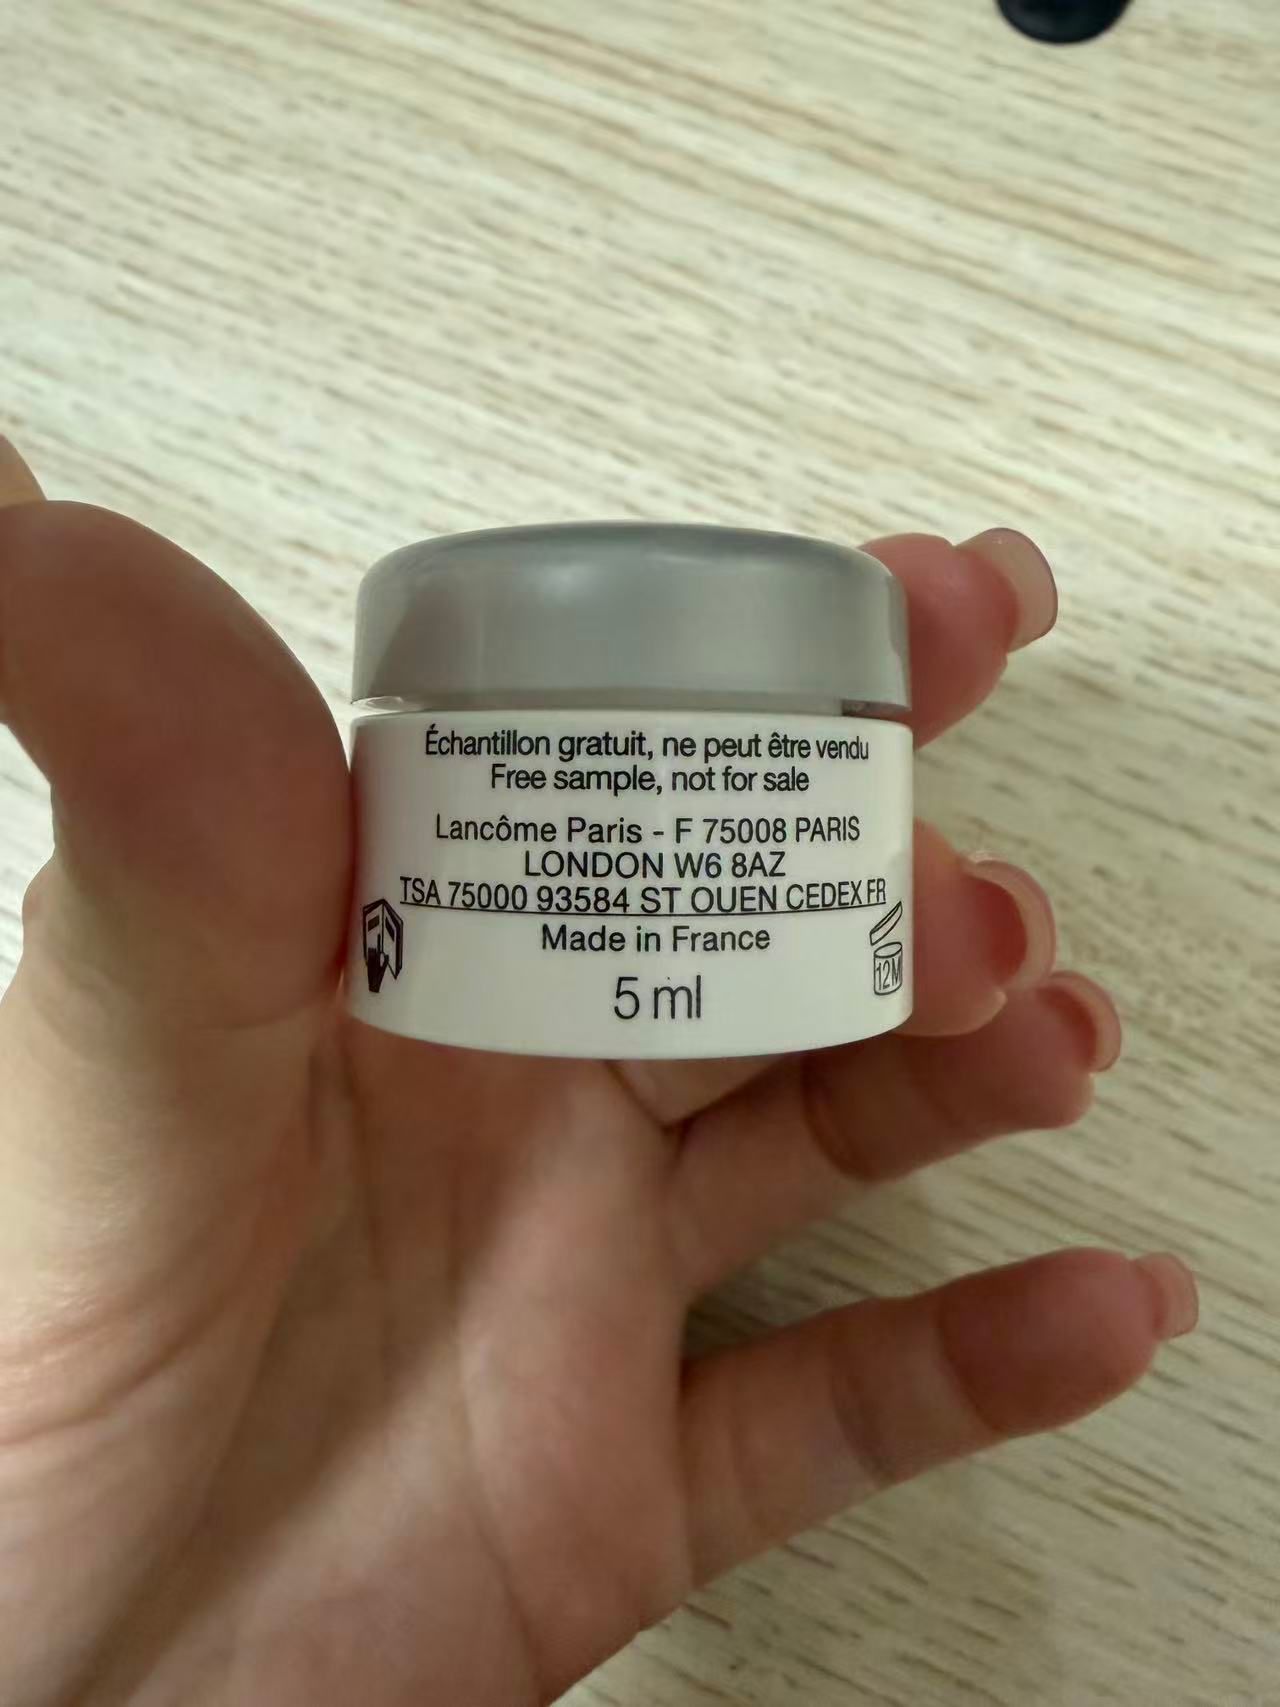 Échantillon gratuit, ne peut être vendu
Free sample, not for sale
Lancôme Paris - F 75008 PARIS
LONDON W6 8AZ
TSA 75000 93584 ST OUEN CEDEX FR
Made in France
12M
5 ml